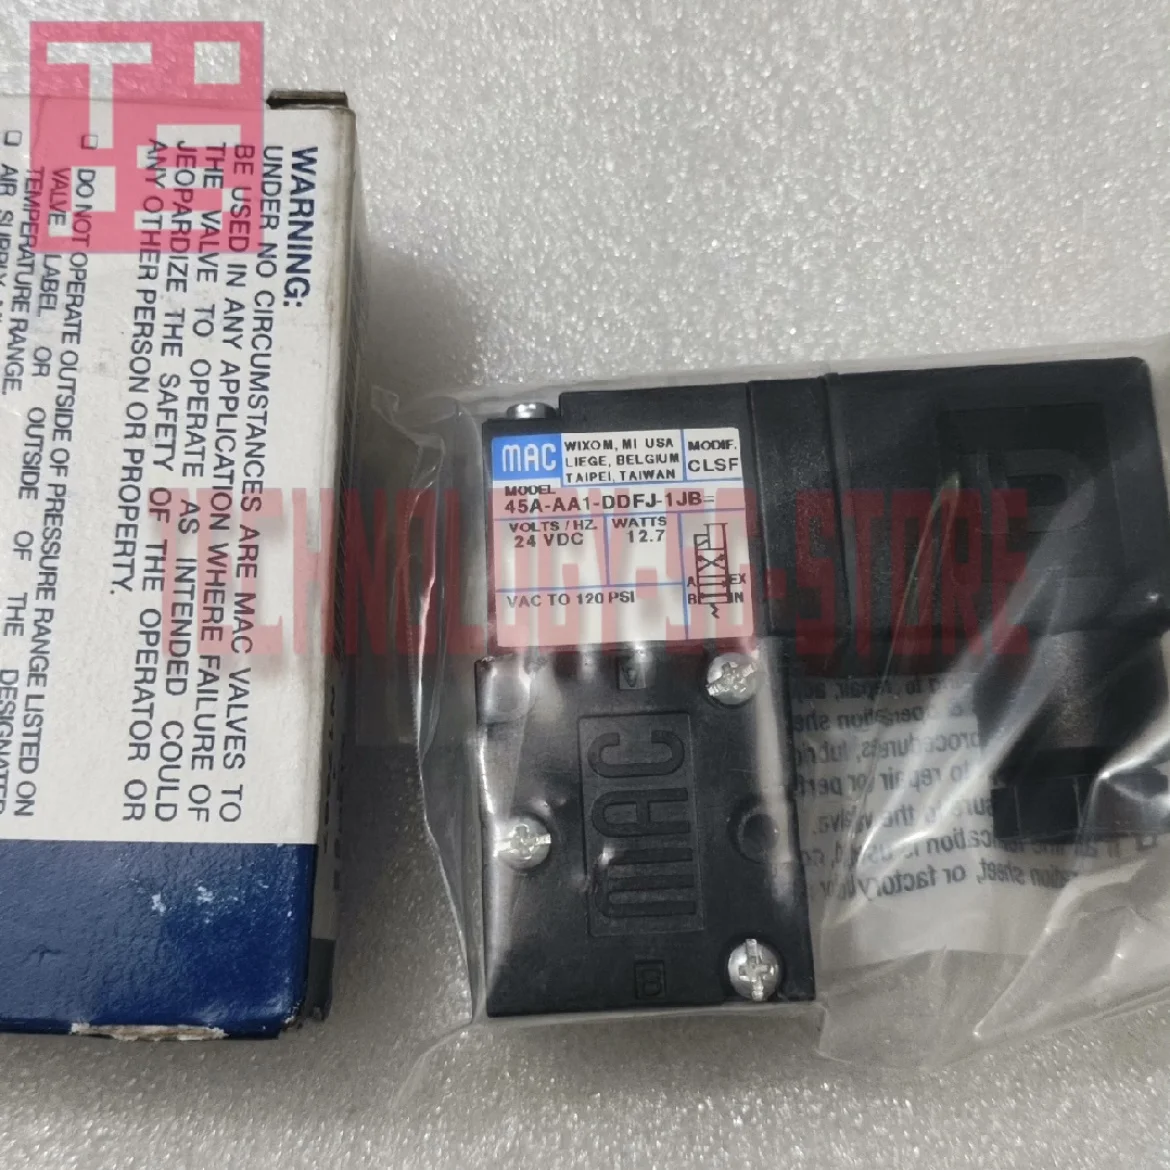 WARNING:
UNDER NO CIRCUMSTANCES ARE MAC VALVES TO
BE USED IN ANY APPLICATION WHERE FAILURE OF
THE VALVE TO OPERATE AS INTENDED COULD
JEOPARDIZE THE SAFETY OF THE OPERATOR OR
ANY OTHER PERSON OR PROPERTY.
DO NOT OPERATE OUTSIDE OF PRESSURE RANGE LISTED ON
VALVE LABEL OR OUTSIDE OF THE DESIGNATED
TEMPERATURE RANGE.
AIR SUPPLY
MAC
WIXOM, MI USA
LIEGE, BELGIUM
TAIPEI, TAIWAN
MODIF.
CLSF
MODEL
45A-AA1-DDFJ-1JB
VOLTS / HZ.
24 VDC
WATTS
12.7
VAC TO 120 PSI
A
B
EX
IN
MAC
B
TECHNOLOGY-SG-STORE